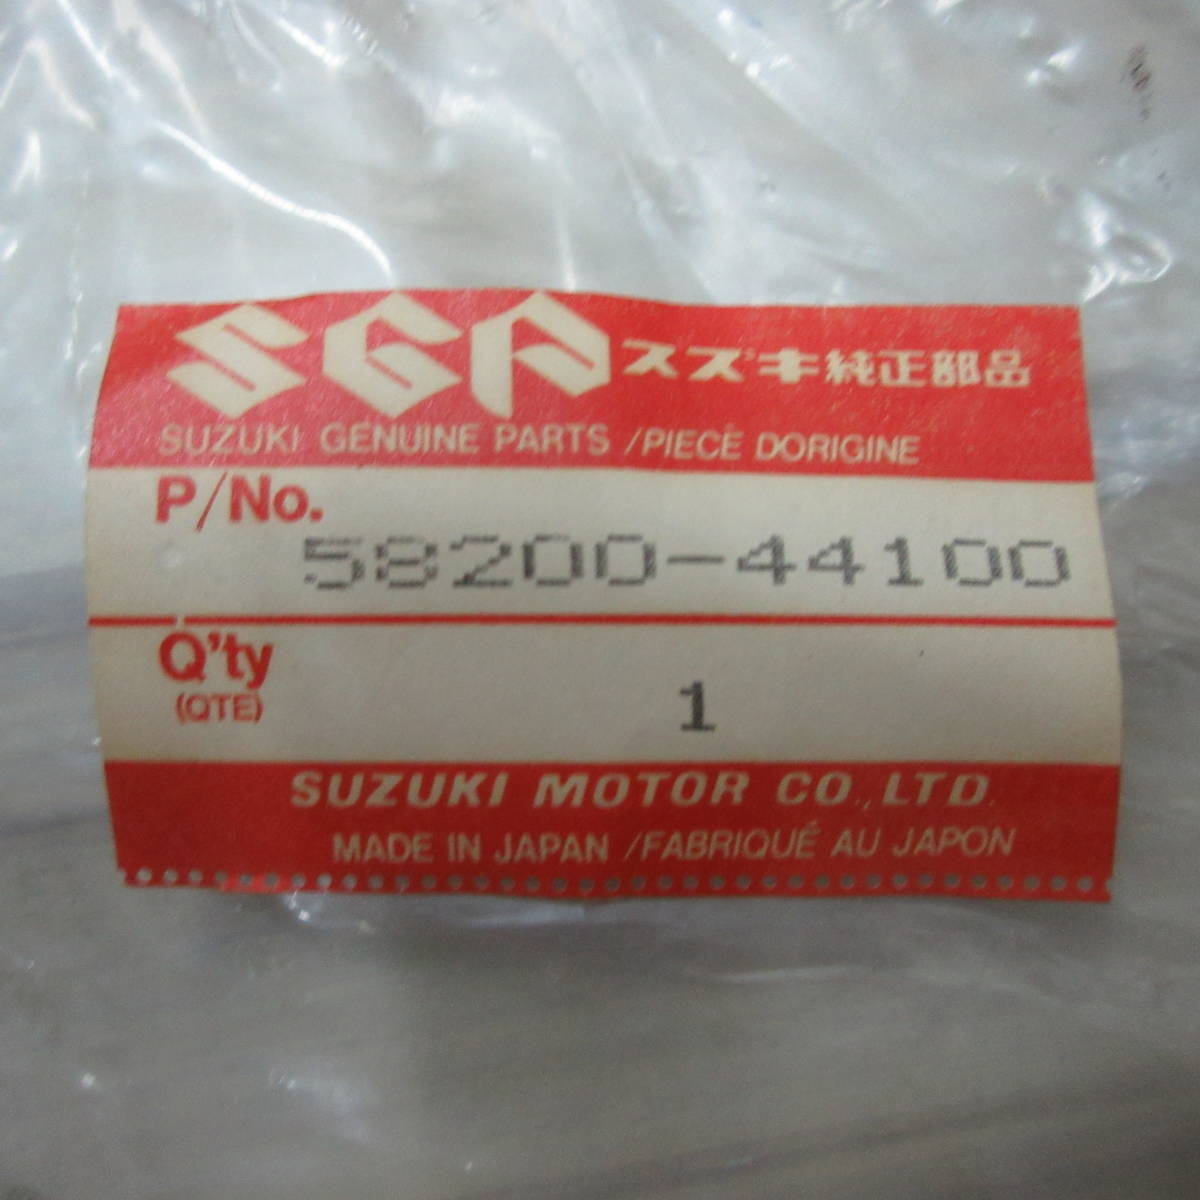 SGP スズキ純正部品
SUZUKI GENUINE PARTS /PIECE DORIGINE
P/No.
58200-44100
Q'ty
(QTE)
1
SUZUKI MOTOR CO.,LTD.
MADE IN JAPAN /FABRIQUÉ AU JAPON